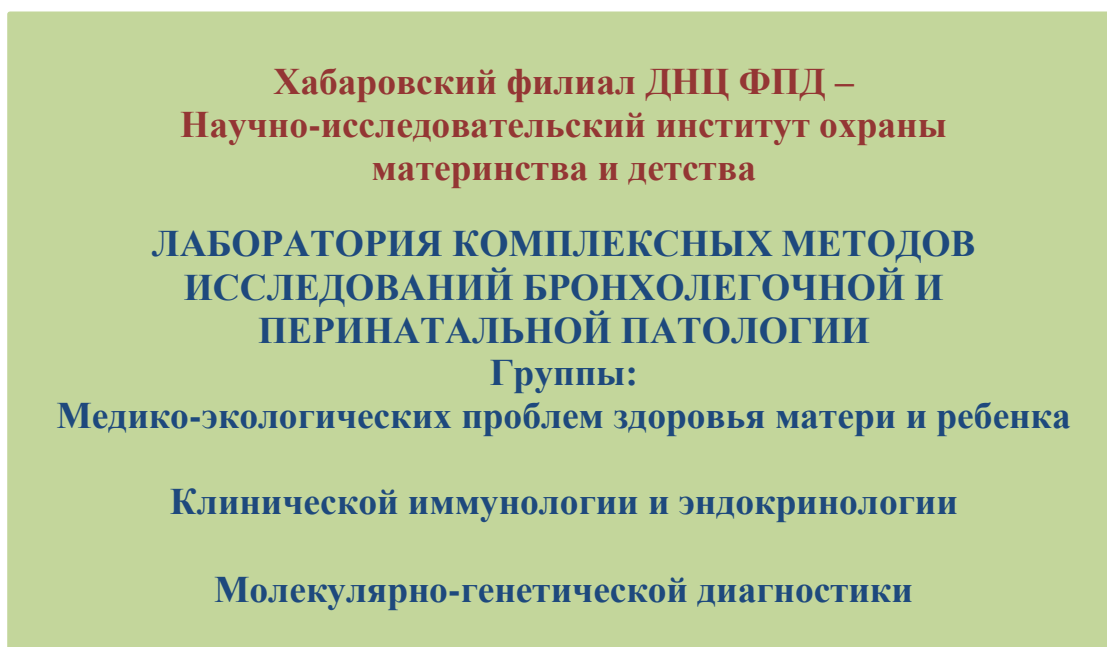 Хабаровский филиал ДНЦ ФПД –
Научно-исследовательский институт охраны
материнства и детства
ЛАБОРАТОРИЯ КОМПЛЕКСНЫХ МЕТОДОВ
ИССЛЕДОВАНИЙ БРОНХОЛЕГОЧНОЙ И
ПЕРИНАТАЛЬНОЙ ПАТОЛОГИИ
Группы:
Медико-экологических проблем здоровья матери и ребенка
Клинической иммунологии и эндокринологии
Молекулярно-генетической диагностики